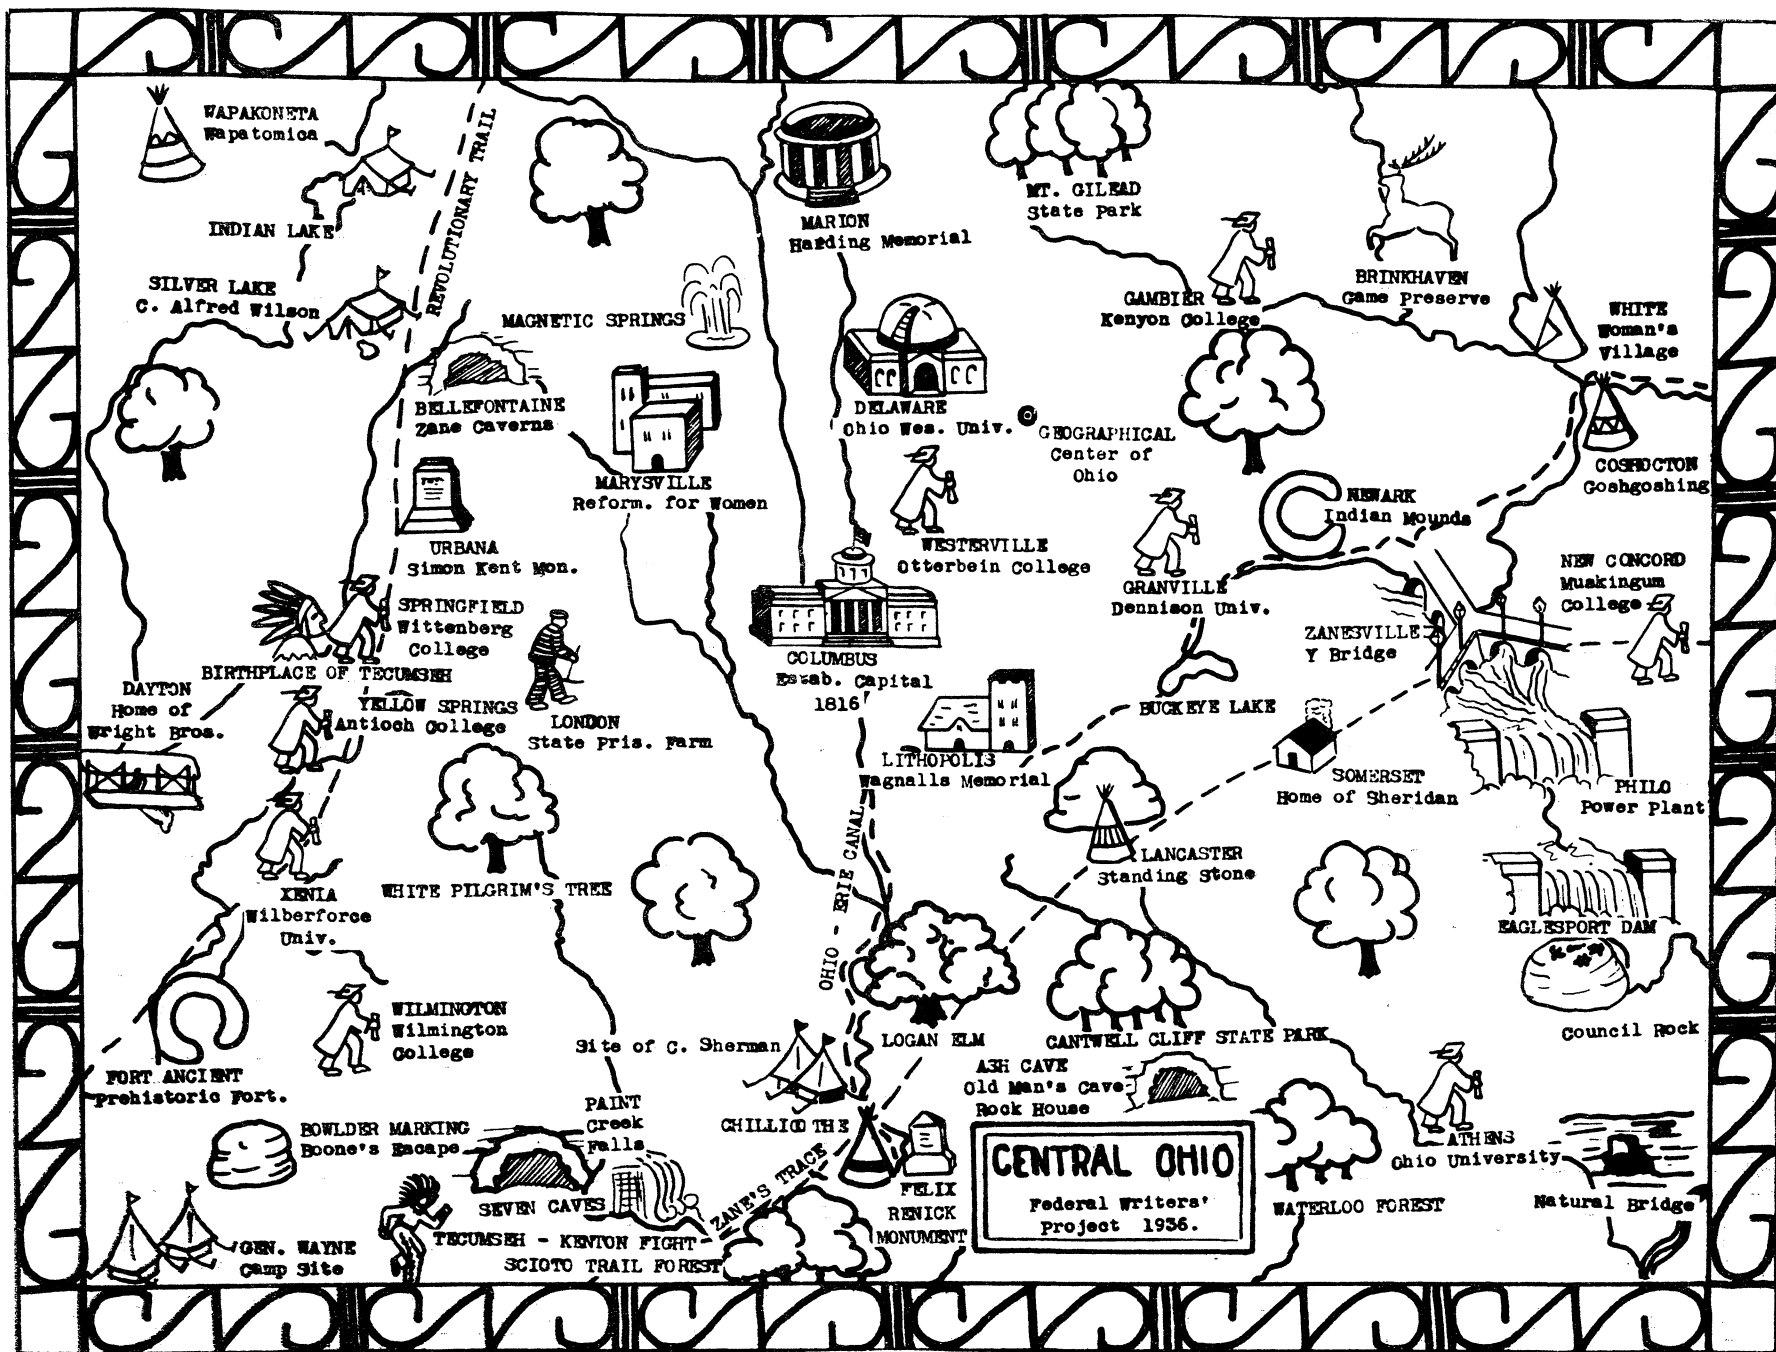 WAPAKONETA
Wapatomica
INDIAN LAKE
REVOLUTIONARY TRAIL
SILVER LAKE
C. Alfred Wilson
MARION
Harding Memorial
MT. GILEAD
State Park
BRINKHAVEN
Game Preserve
GAMBIER
Kenyon College
WHITE
Woman's
Village
MAGNETIC SPRINGS
BELLEFONTAINE
Zane Caverns
DELAWARE
Ohio Wes. Univ.
GEOGRAPHICAL
Center of
Ohio
COSHOCTON
Goshgoshing
MARYSVILLE
Reform. for Women
NEWARK
Indian Mounds
URBANA
Simon Kent Mon.
WESTERVILLE
Otterbein College
GRANVILLE
Dennison Univ.
NEW CONCORD
Muskingum
College
SPRINGFIELD
Wittenberg
College
ZANESVILLE
Y Bridge
BIRTHPLACE OF TECUMSEH
COLUMBUS
Estab. Capital
1816
DAYTON
Home of
Wright Bros.
YELLOW SPRINGS
Antioch College
LONDON
State Pris. Farm
BUCKEYE LAKE
LITHOPOLIS
Wagnalls Memorial
SOMERSET
Home of Sheridan
PHILO
Power Plant
OHIO - ERIE CANAL
LANCASTER
Standing Stone
XENIA
Wilberforce
Univ.
WHITE PILGRIM'S TREE
EAGLESPORT DAM
Council Rock
WILMINGTON
Wilmington
College
Site of C. Sherman
LOGAN ELM
CANTWELL CLIFF STATE PARK
FORT ANCIENT
Prehistoric Fort.
ASH CAVE
Old Man's Cave
Rock House
PAINT
Creek
Falls
CHILLICOTHE
BOWLDER MARKING
Boone's Escape
ATHENS
Ohio University
SEVEN CAVES
ZANE'S TRACE
FELIX
RENICK
MONUMENT
CENTRAL OHIO
Federal Writers'
Project 1936.
WATERLOO FOREST
Natural Bridge
GEN. WAYNE
Camp Site
TECUMSEH - KENTON FIGHT
SCIOTO TRAIL FOREST